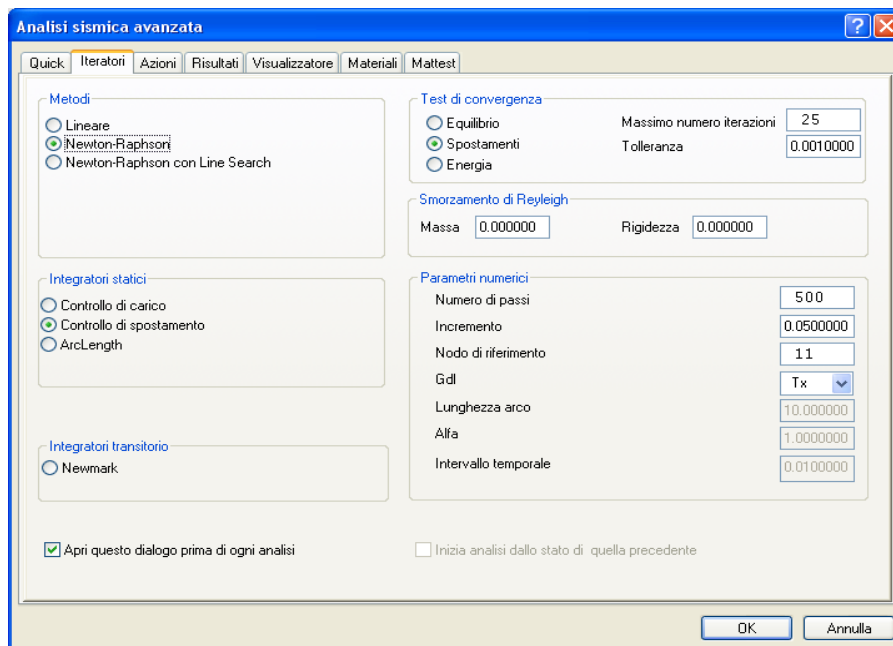 Analisi sismica avanzata
Quick Iteratori Azioni Risultati Visualizzatore Materiali Mattest
Metodi
Lineare
Newton-Raphson
Newton-Raphson con Line Search
Test di convergenza
Equilibrio
Spostamenti
Energia
Massimo numero iterazioni 25
Tolleranza 0.0010000
Smorzamento di Reyleigh
Massa 0.000000 Rigidezza 0.000000
Integratori statici
Controllo di carico
Controllo di spostamento
ArcLength
Parametri numerici
Numero di passi 500
Incremento 0.0500000
Nodo di riferimento 11
Gdl Tx
Lunghezza arco 10.000000
Alfa 1.0000000
Intervallo temporale 0.0100000
Integratori transitorio
Newmark
Apri questo dialogo prima di ogni analisi
Inizia analisi dallo stato di quella precedente
OK Annulla